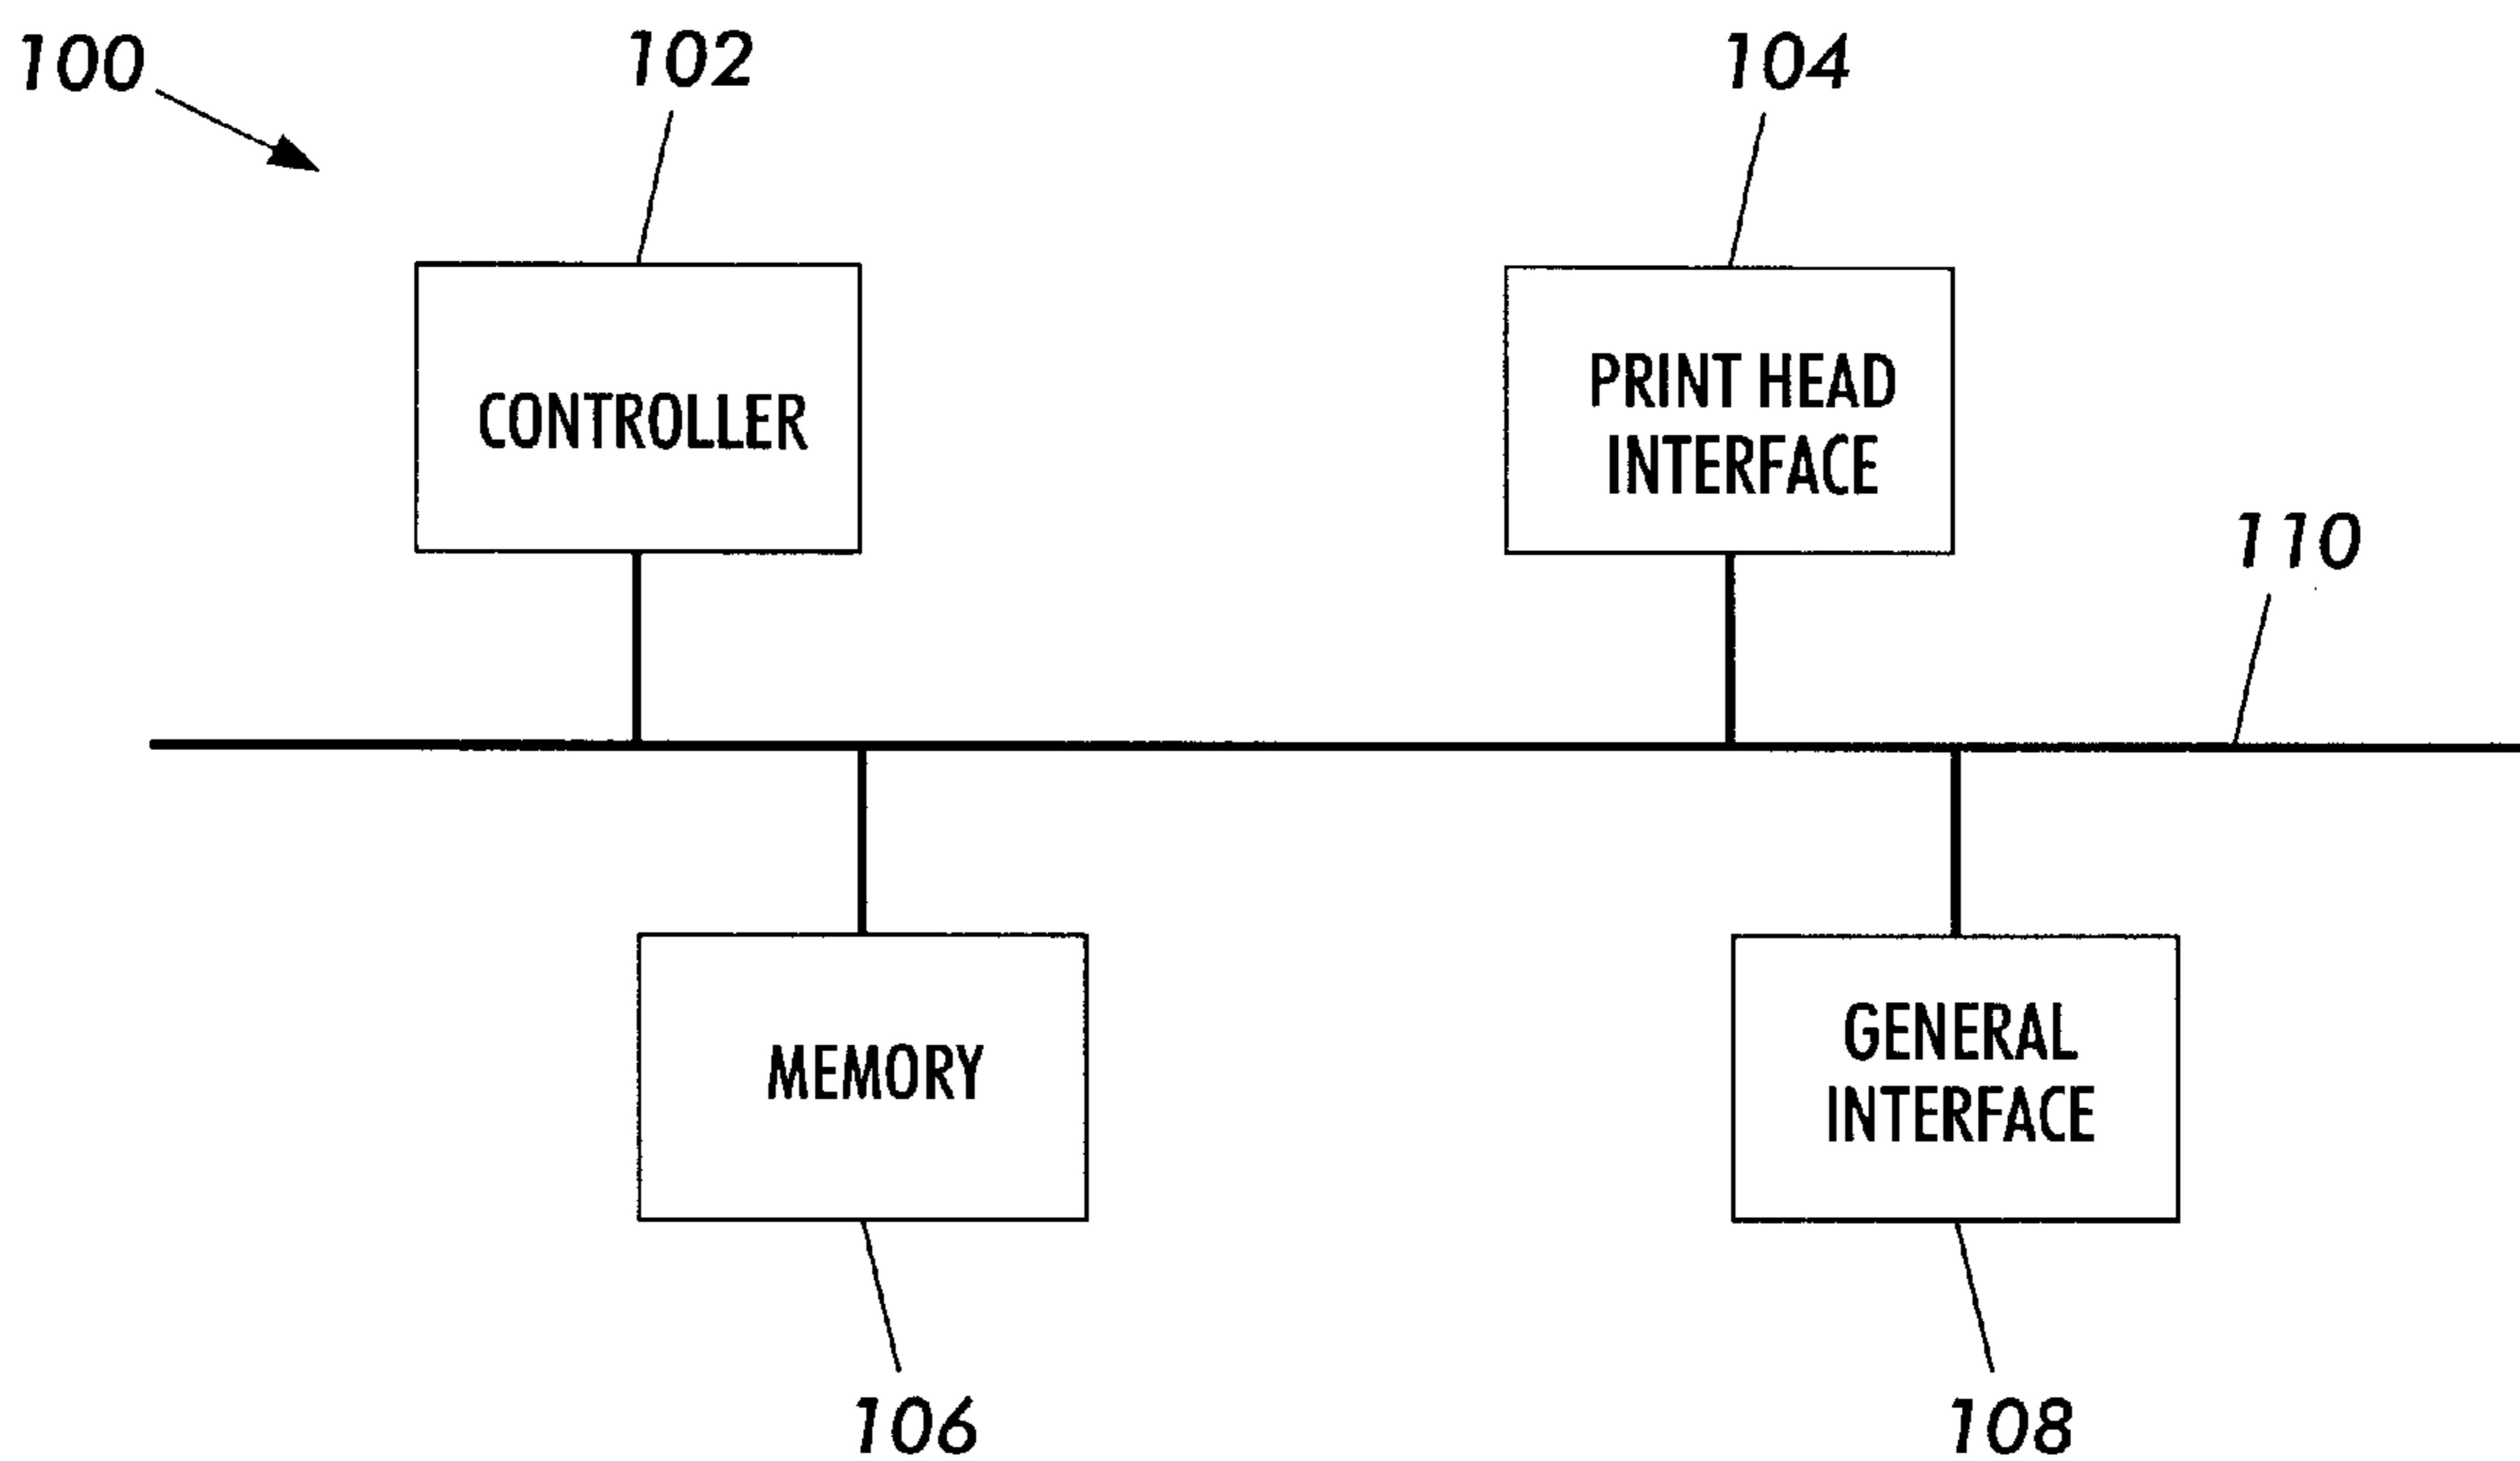 100
102
104
CONTROLLER
PRINT HEAD
INTERFACE
110
MEMORY
GENERAL
INTERFACE
106
108